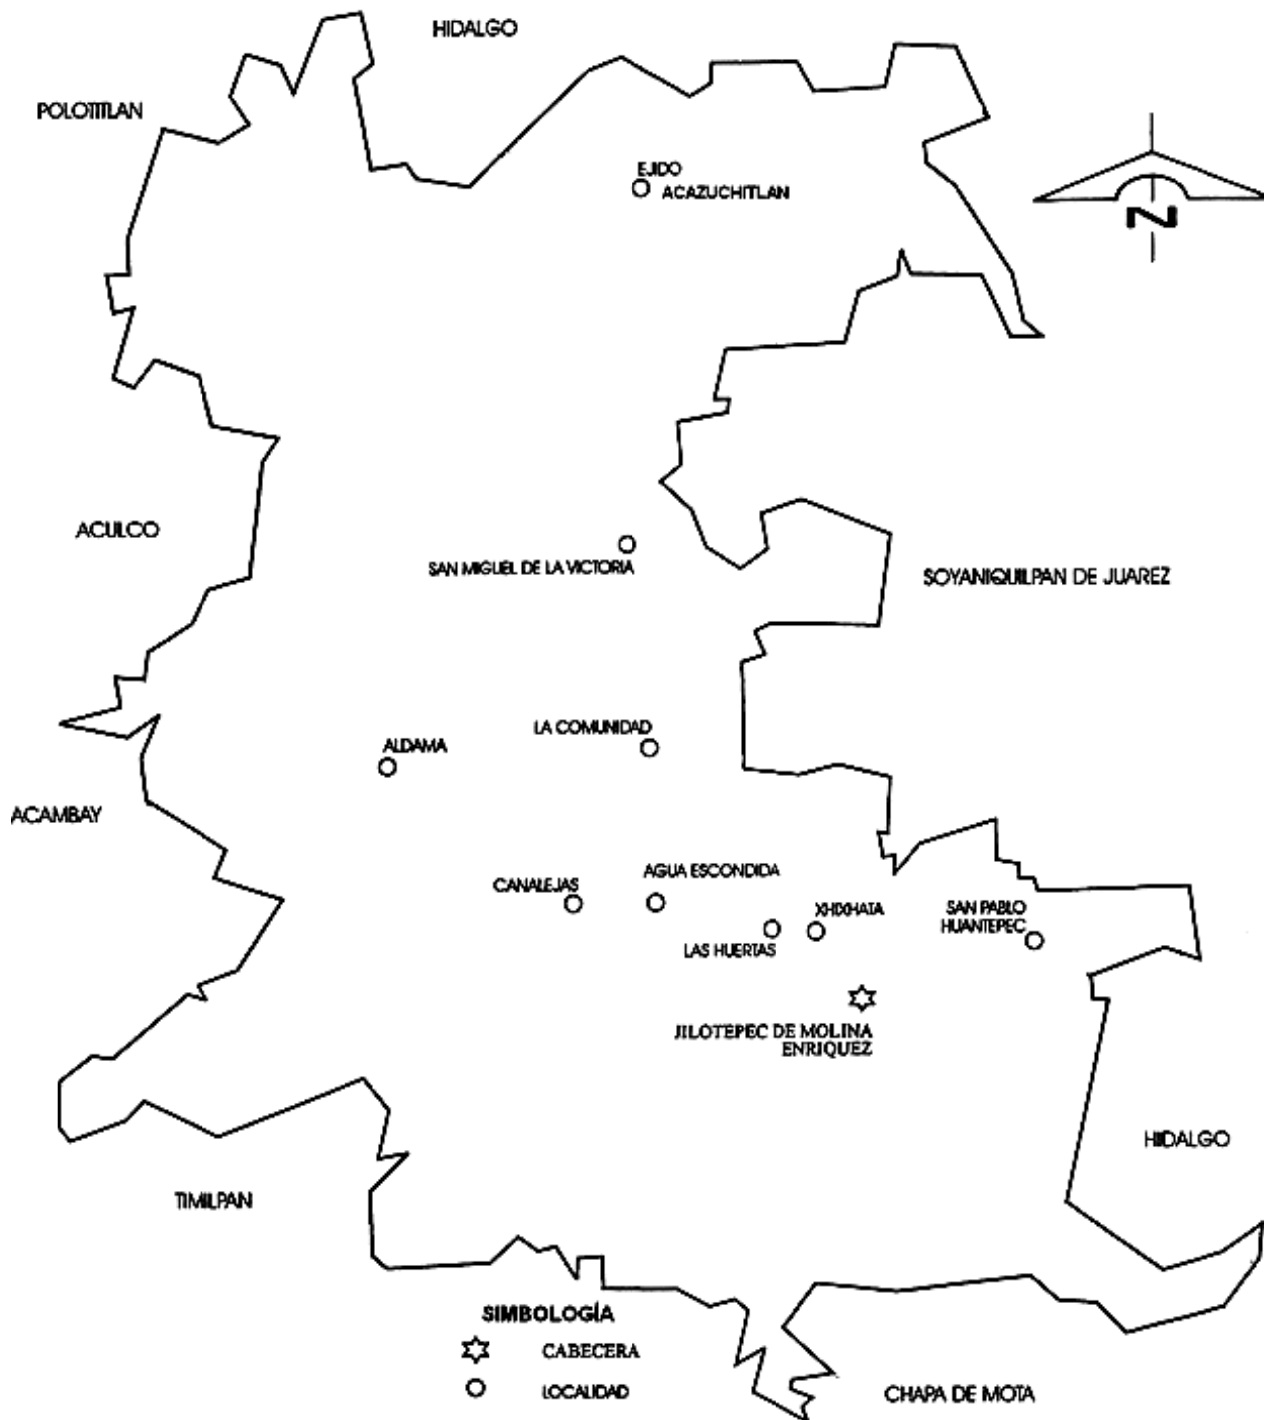 HIDALGO
POLOTITLAN
EJIDO
ACAZUCHITLAN
N
ACULCO
SAN MIGUEL DE LA VICTORIA
SOYANIQUILPAN DE JUAREZ
LA COMUNIDAD
ALDAMA
ACAMBAY
AGUA ESCONDIDA
CANALEJAS
XHIXHATA
SAN PABLO
HUANTEPEC
LAS HUERTAS
JILOTEPEC DE MOLINA
ENRIQUEZ
HIDALGO
TIMILPAN
SIMBOLOGÍA
CABECERA
LOCALIDAD
CHAPA DE MOTA